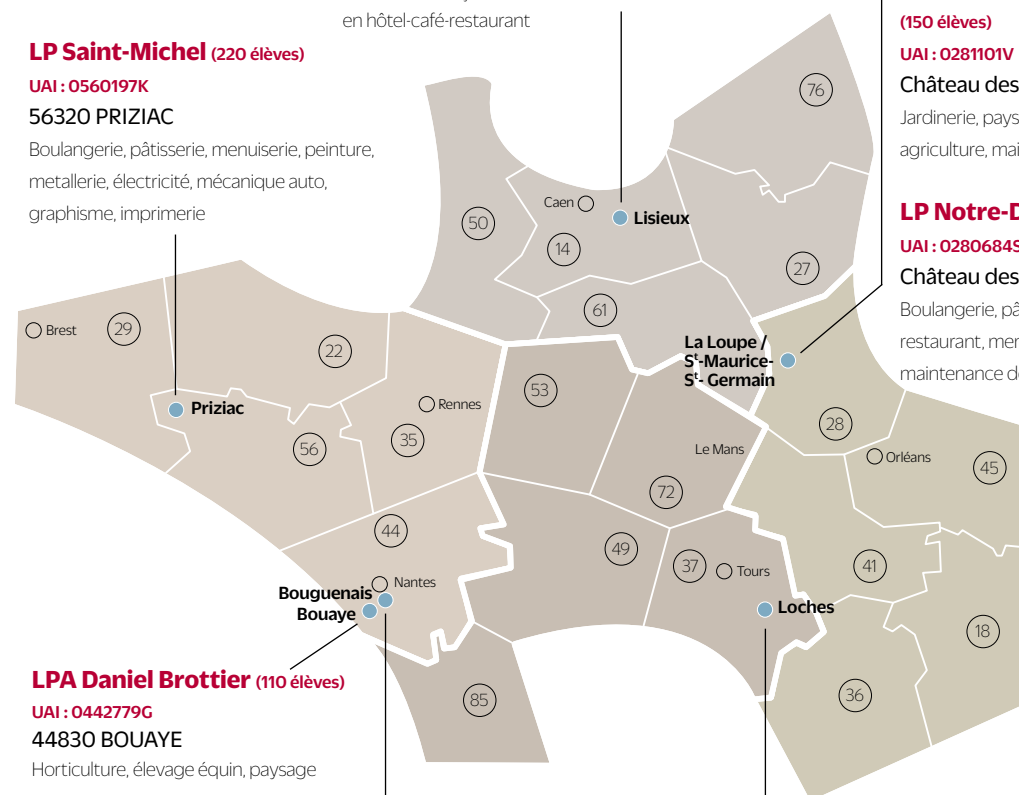 en hôtel-café-restaurant
LP Saint-Michel (220 élèves)
UAI : 0560197K
56320 PRIZIAC
Boulangerie, pâtisserie, menuiserie, peinture,
metallerie, électricité, mécanique auto,
graphisme, imprimerie
(150 élèves)
UAI : 0281101V
Château des
Jardinerie, pays
agriculture, mai
LP Notre-D
UAI : 0280684S
Château des
Boulangerie, pâ
restaurant, men
maintenance de
76
50
Caen
Lisieux
14
27
61
Brest
29
22
La Loupe /
St-Maurice-
St- Germain
53
Priziac
Rennes
35
56
28
Le Mans
Orléans
45
72
44
49
37
Tours
41
Nantes
Bouguenais
Bouaye
Loches
18
36
85
LPA Daniel Brottier (110 élèves)
UAI : 0442779G
44830 BOUAYE
Horticulture, élevage équin, paysage